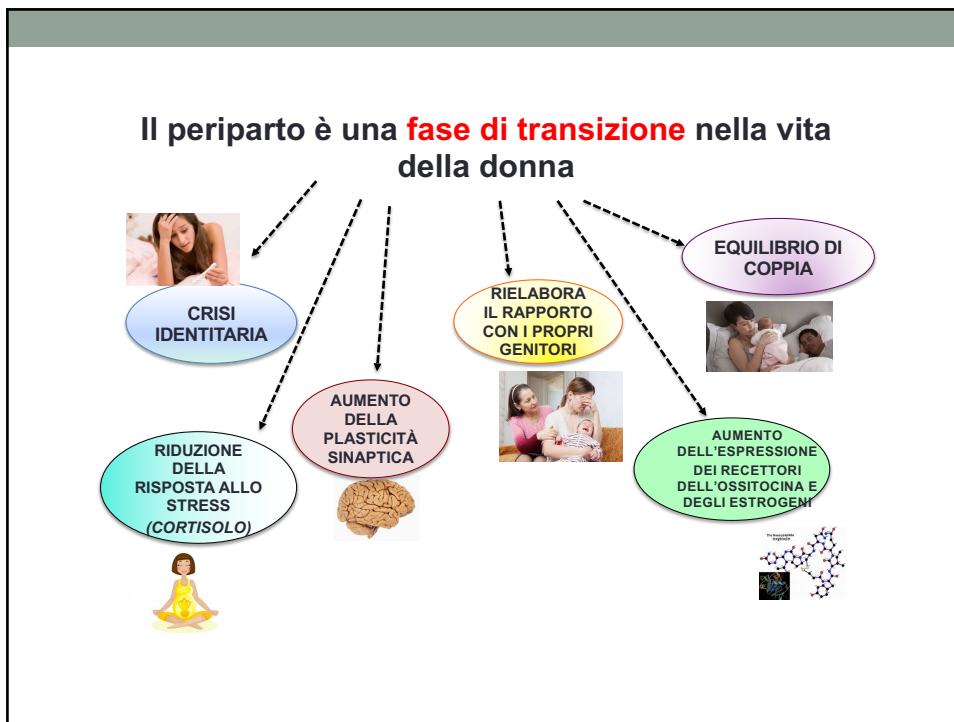 Il periparto è una fase di transizione nella vita
della donna
CRISI
IDENTITARIA
RIDUZIONE
DELLA
RISPOSTA ALLO
STRESS
(CORTISOLO)
AUMENTO
DELLA
PLASTICITÀ
SINAPTICA
RIELABORA
IL RAPPORTO
CON I PROPRI
GENITORI
EQUILIBRIO DI
COPPIA
AUMENTO
DELL'ESPRESSIONE
DEI RECETTORI
DELL'OSSITOCINA E
DEGLI ESTROGENI